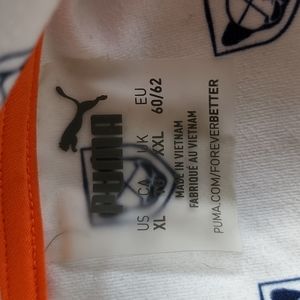 PUMA
US CA UK EU
XL XXL 60/62
MADE IN VIETNAM
FABRIQUÉ AU VIETNAM
PUMA.COM/FOREVERBETTER